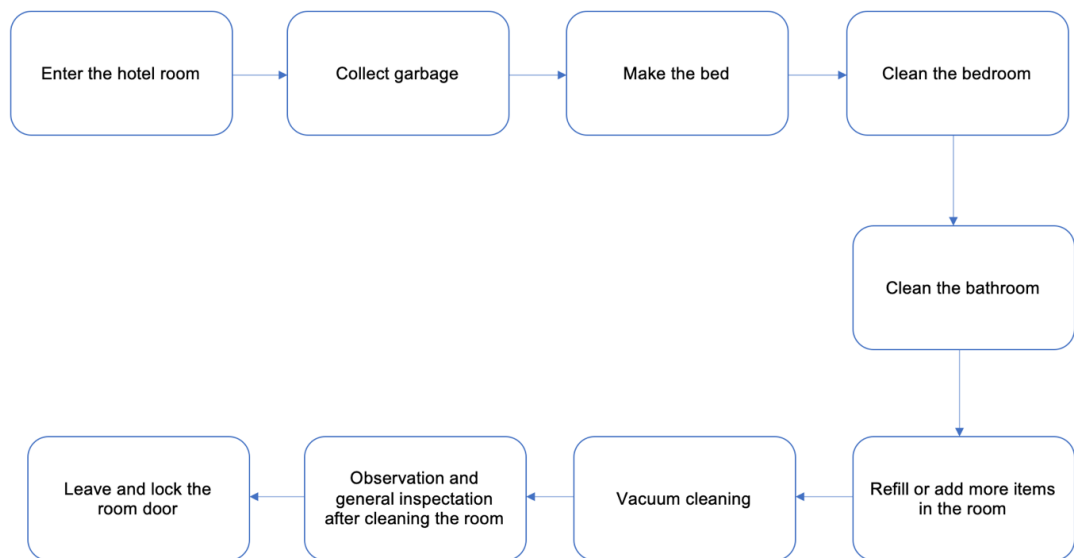 Enter the hotel room
Collect garbage
Make the bed
Clean the bedroom
Clean the bathroom
Refill or add more items
in the room
Vacuum cleaning
Observation and
general inspectation
after cleaning the room
Leave and lock the
room door